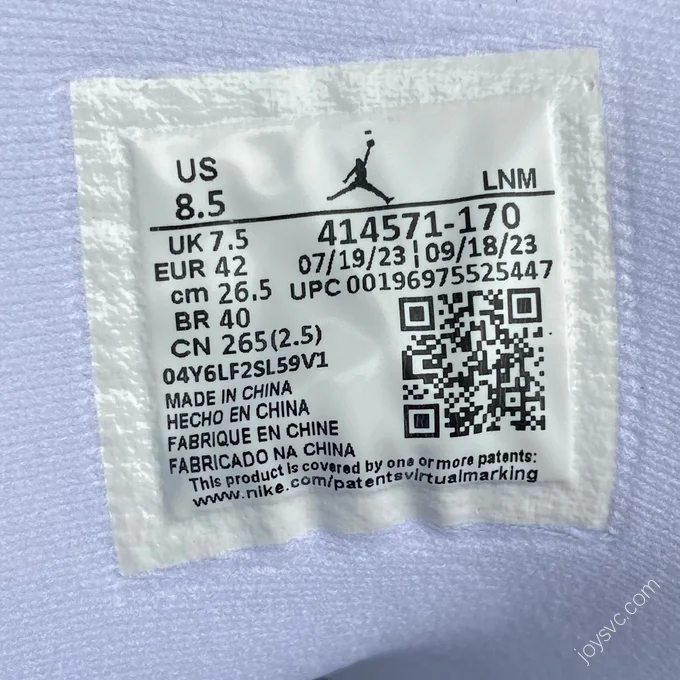 US
8.5
LNM
UK 7.5
414571-170
EUR 42
07/19/23 | 09/18/23
cm 26.5
UPC 00196975525447
BR 40
CN 265(2.5)
04Y6LF2SL59V1
MADE IN CHINA
HECHO EN CHINA
FABRIQUE EN CHINE
FABRICADO NA CHINA
This product is covered by one or more patents:
www.nike.com/patentsvirtualmarking
joysvc.com